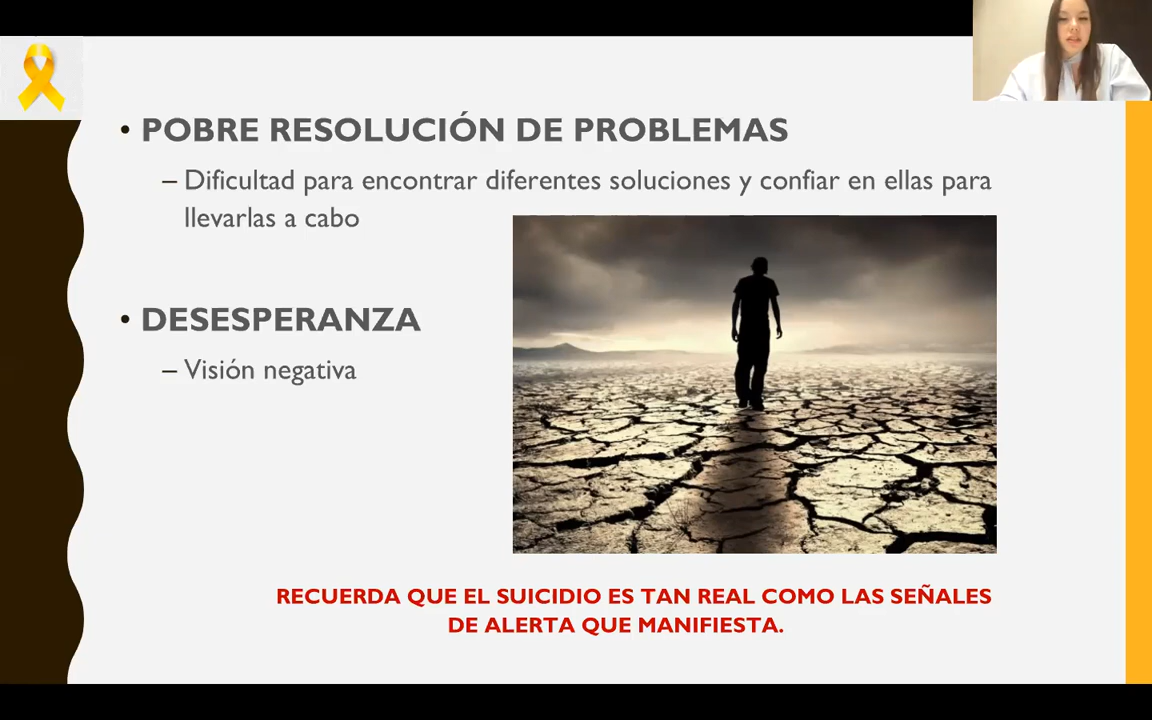 • POBRE RESOLUCIÓN DE PROBLEMAS
– Dificultad para encontrar diferentes soluciones y confiar en ellas para
llevarlas a cabo
• DESESPERANZA
– Visión negativa
RECUERDA QUE EL SUICIDIO ES TAN REAL COMO LAS SEÑALES
DE ALERTA QUE MANIFIESTA.